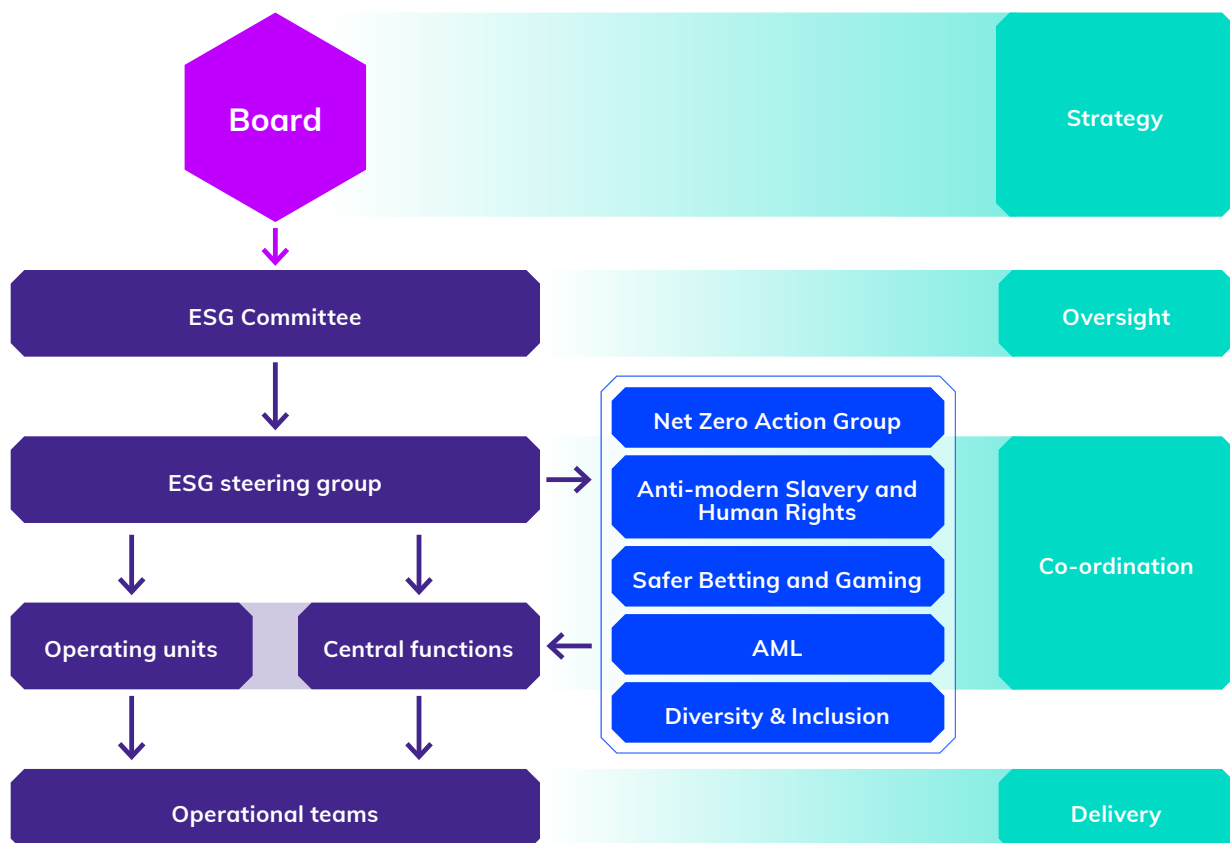 Board
Strategy
ESG Committee
Oversight
Net Zero Action Group
ESG steering group
Anti-modern Slavery and
Human Rights
Co-ordination
Safer Betting and Gaming
Operating units
Central functions
AML
Diversity & Inclusion
Operational teams
Delivery